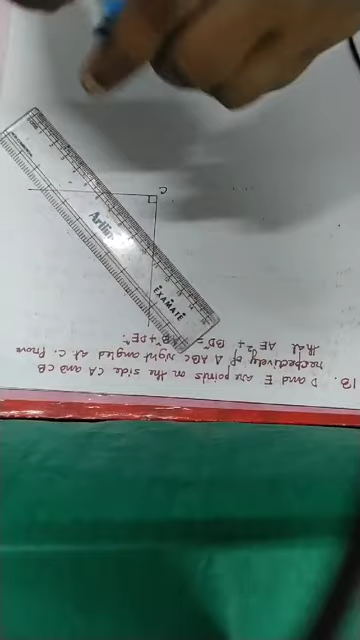 13. D and E are points on the side CA and CB
respectively of Δ ABC right angled at C. Prove
that AE² + BD² = AB² + DE².
C
Artline
EXAMATE